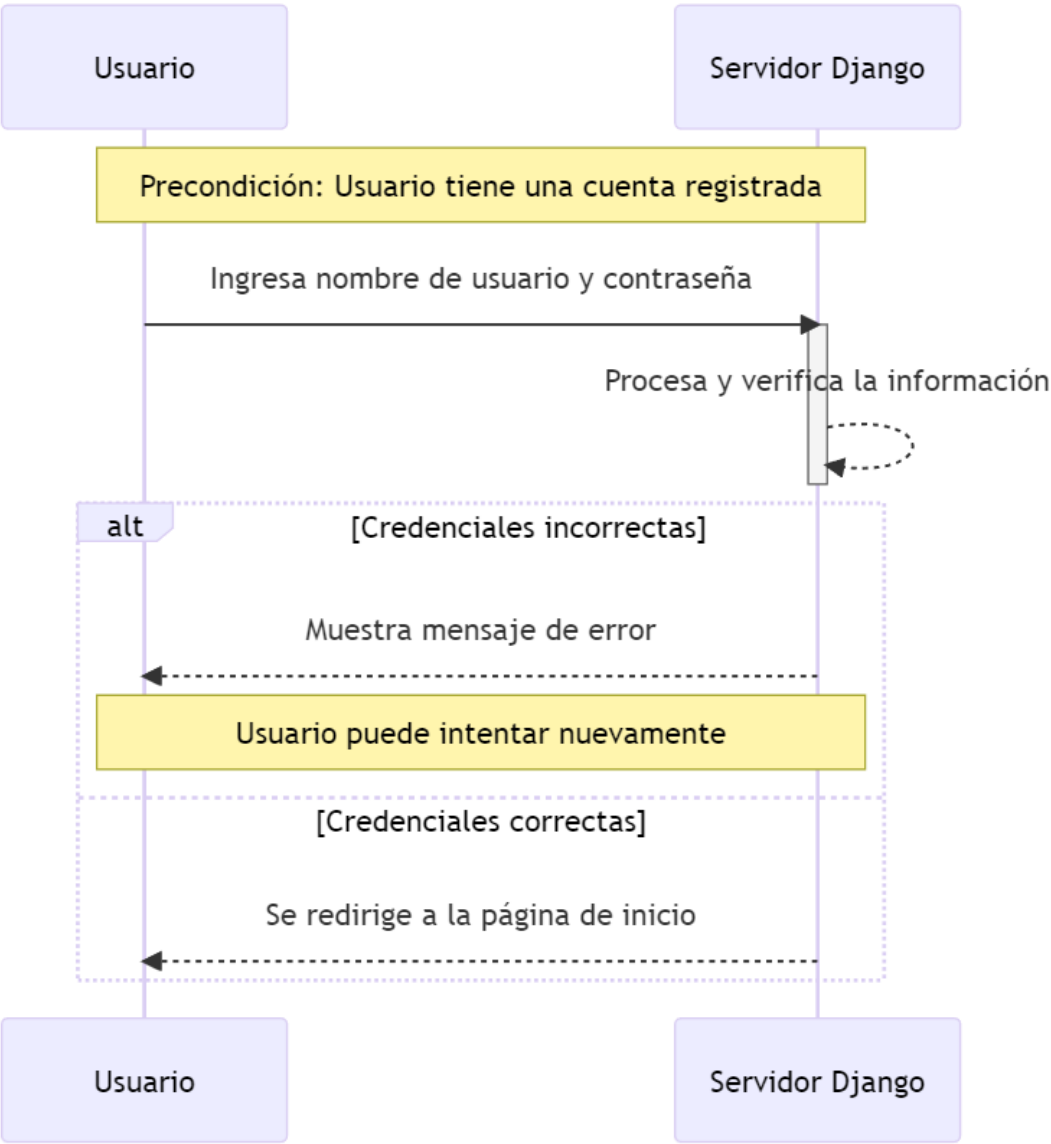 Usuario
Servidor Django
Precondición: Usuario tiene una cuenta registrada
Ingresa nombre de usuario y contraseña
Procesa y verifica la información
alt
[Credenciales incorrectas]
Muestra mensaje de error
Usuario puede intentar nuevamente
[Credenciales correctas]
Se redirige a la página de inicio
Usuario
Servidor Django